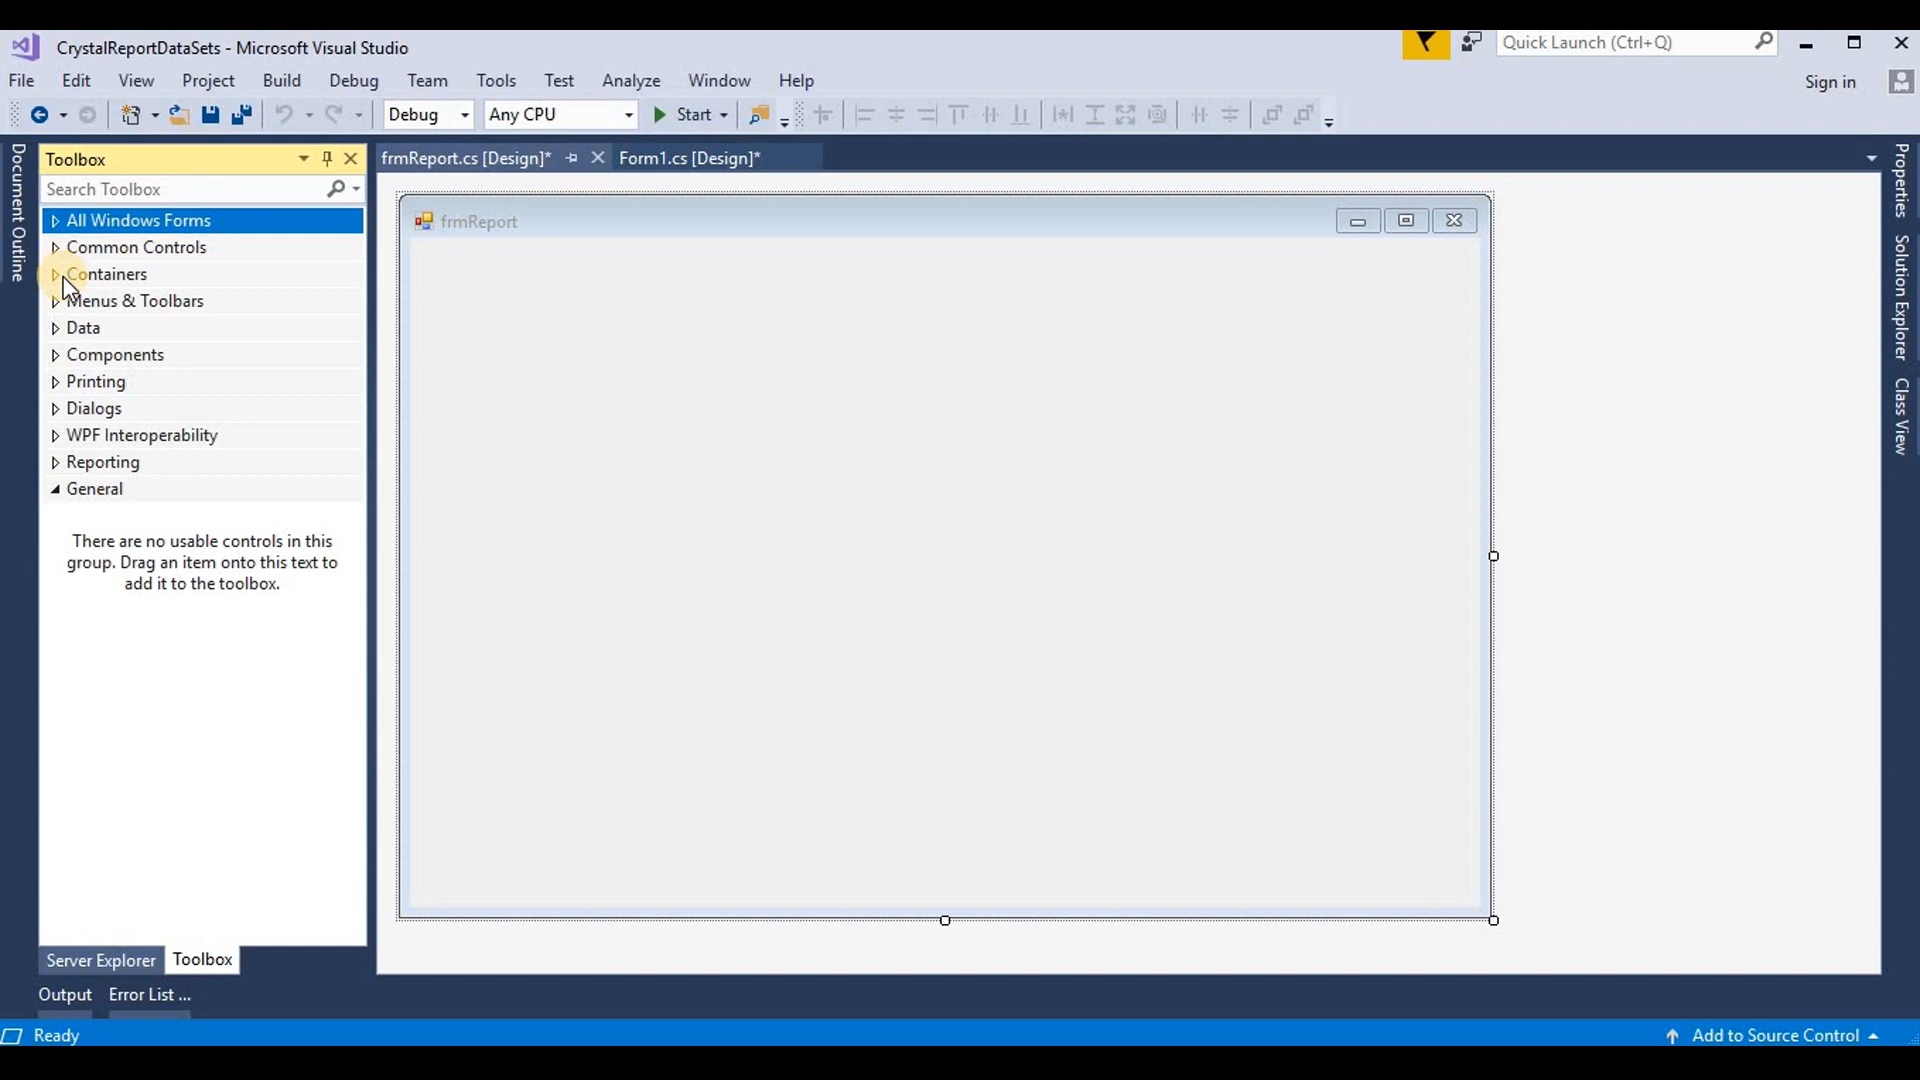 CrystalReportDataSets - Microsoft Visual Studio
Quick Launch (Ctrl+Q)
File Edit View Project Build Debug Team Tools Test Analyze Window Help
Sign in
Debug Any CPU Start
Document Outline
Toolbox
Search Toolbox
All Windows Forms
Common Controls
Containers
Menus & Toolbars
Data
Components
Printing
Dialogs
WPF Interoperability
Reporting
General
There are no usable controls in this
group. Drag an item onto this text to
add it to the toolbox.
Server Explorer Toolbox
frmReport.cs [Design]* Form1.cs [Design]*
frmReport
Properties
Solution Explorer
Class View
Output Error List ...
Ready
Add to Source Control